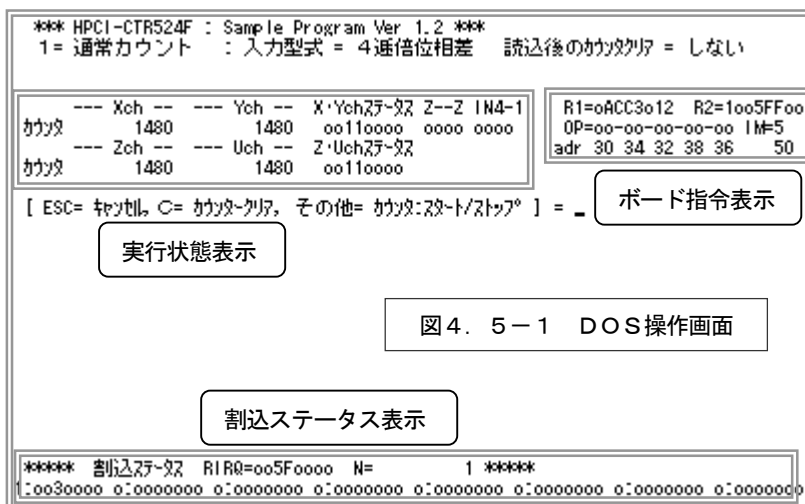 *** HPCI-CTR524F : Sample Program Ver 1.2 ***
1= 通常カウント : 入力型式 = 4逓倍位相差 読込後のｶｳﾝﾀｸﾘｱ = しない
--- Xch -- --- Ych -- X･Ychｽﾃｰﾀｽ Z--Z IN4-1
ｶｳﾝﾀ 1480 1480 oo11oooo oooo oooo
--- Zch -- --- Uch -- Z･Uchｽﾃｰﾀｽ
ｶｳﾝﾀ 1480 1480 oo11oooo
R1=oACC3o12 R2=1oo5FFoo
OP=oo-oo-oo-oo-oo IM=5
adr 30 34 32 38 36 50
[ ESC= ｷｬﾝｾﾙ, C= ｶｳﾝﾀｰｸﾘｱ, その他= ｶｳﾝﾀ:ｽﾀｰﾄ/ｽﾄｯﾌﾟ ] = _
ボード指令表示
実行状態表示
図4．5－1 DOS操作画面
割込ステータス表示
***** 割込ｽﾃｰﾀｽ RIRQ=oo5Foooo N= 1 *****
1:oo3ooooo o:ooooooo o:ooooooo o:ooooooo o:ooooooo o:ooooooo o:ooooooo o:ooooooo